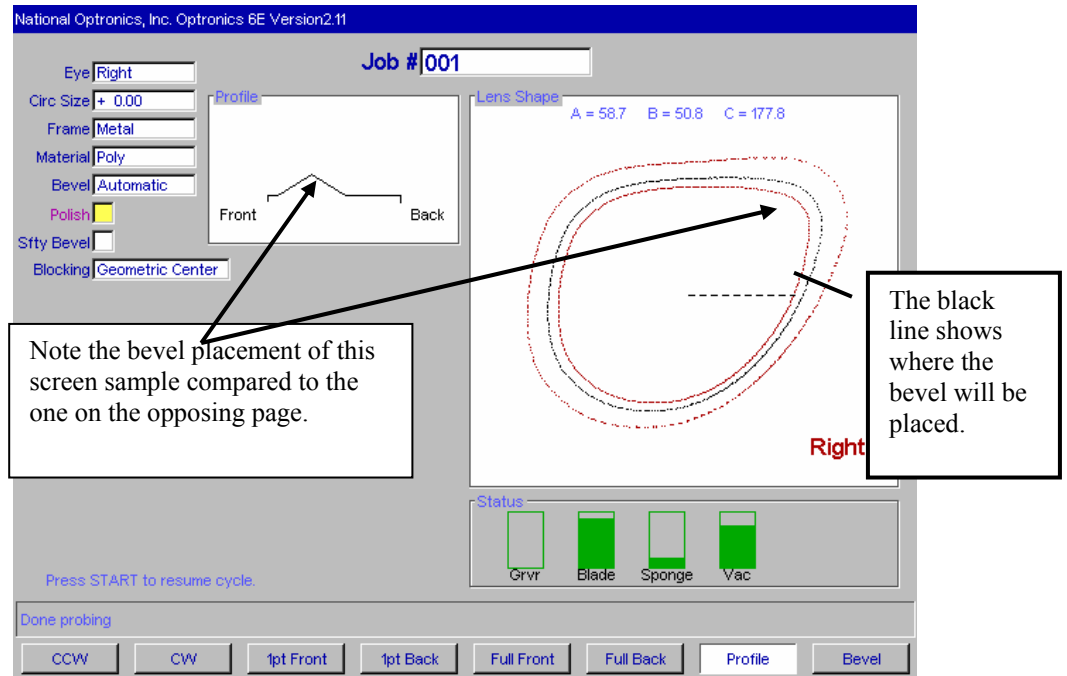 National Optronics, Inc. Optronics 6E Version2.11
Job # 001
Eye Right
Circ Size + 0.00
Frame Metal
Material Poly
Bevel Automatic
Polish
Sfty Bevel
Blocking Geometric Center
Profile
Front Back
Lens Shape
A = 58.7 B = 50.8 C = 177.8
Right
Note the bevel placement of this
screen sample compared to the
one on the opposing page.
The black
line shows
where the
bevel will be
placed.
Status
Grvr Blade Sponge Vac
Press START to resume cycle.
Done probing
CCW CW 1pt Front 1pt Back Full Front Full Back Profile Bevel